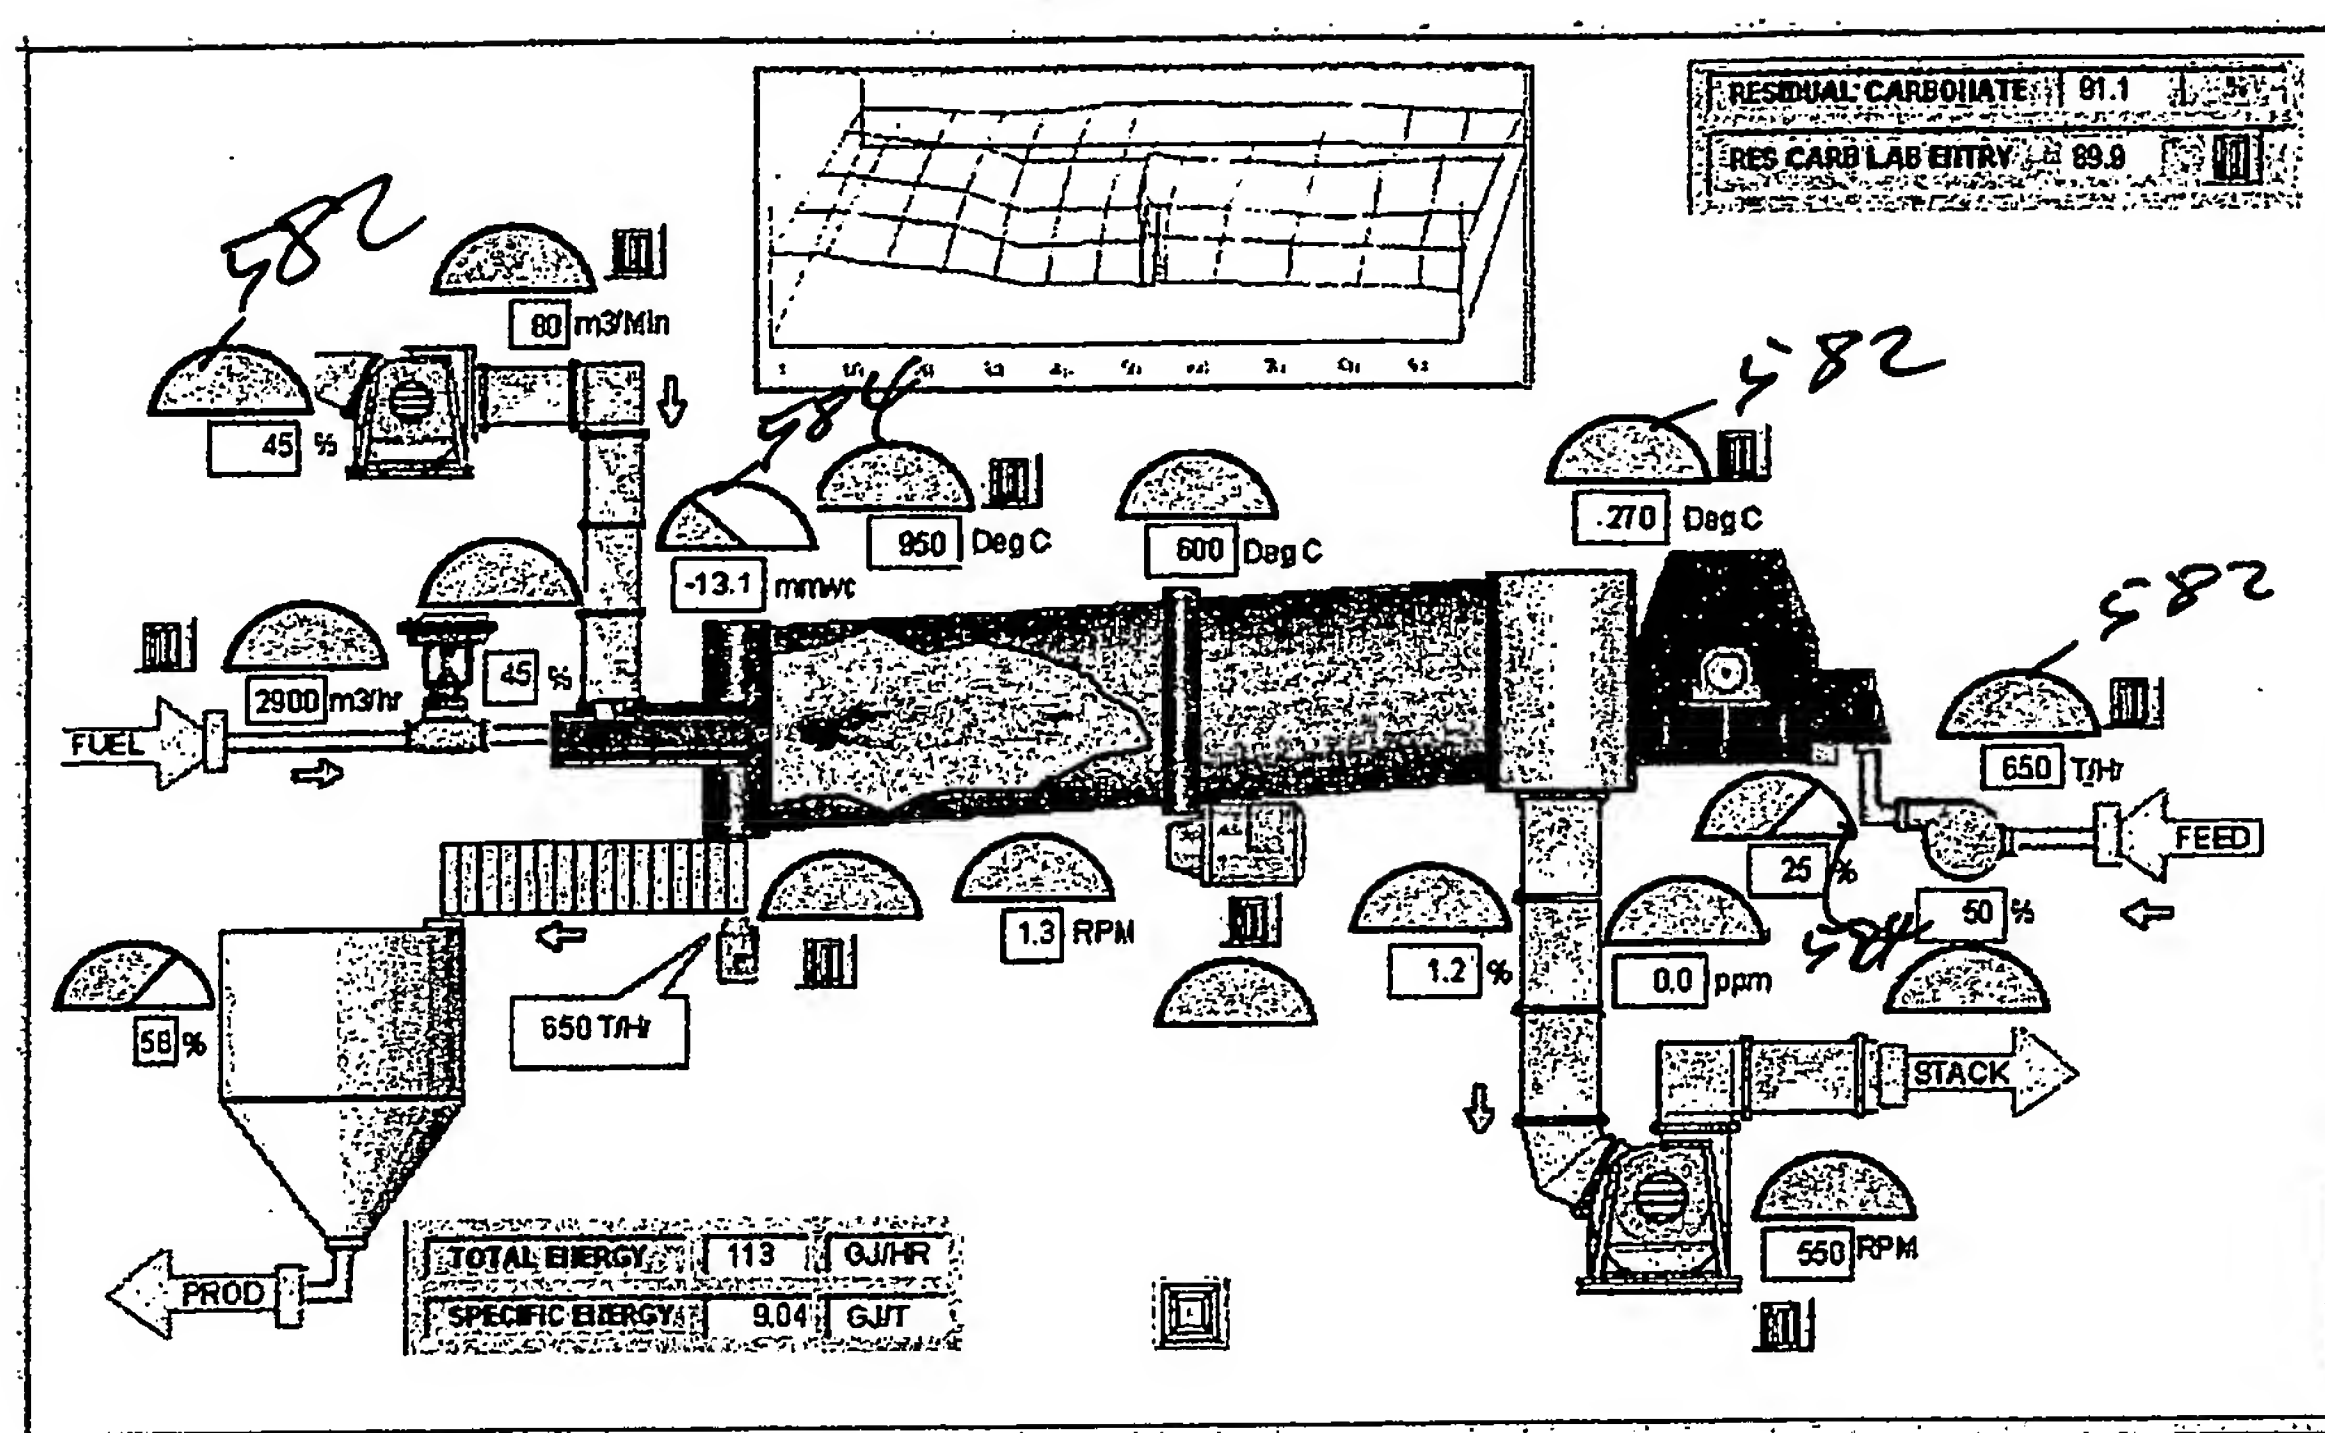 RESIDUAL CARBONATE 91.1 %
RES CARB LAB ENTRY 89.9
582
80 m3/Min
582
45 %
584
582
950 Deg C
600 Deg C
.270 Deg C
-13.1 mmwc
582
45 %
2900 m3/hr
FUEL
650 T/Hr
25 %
FEED
584
50 %
1.3 RPM
1.2 %
0.0 ppm
58 %
650 T/Hr
STACK
550 RPM
TOTAL ENERGY 113 GJ/HR
PROD
SPECIFIC ENERGY 9.04 GJ/T